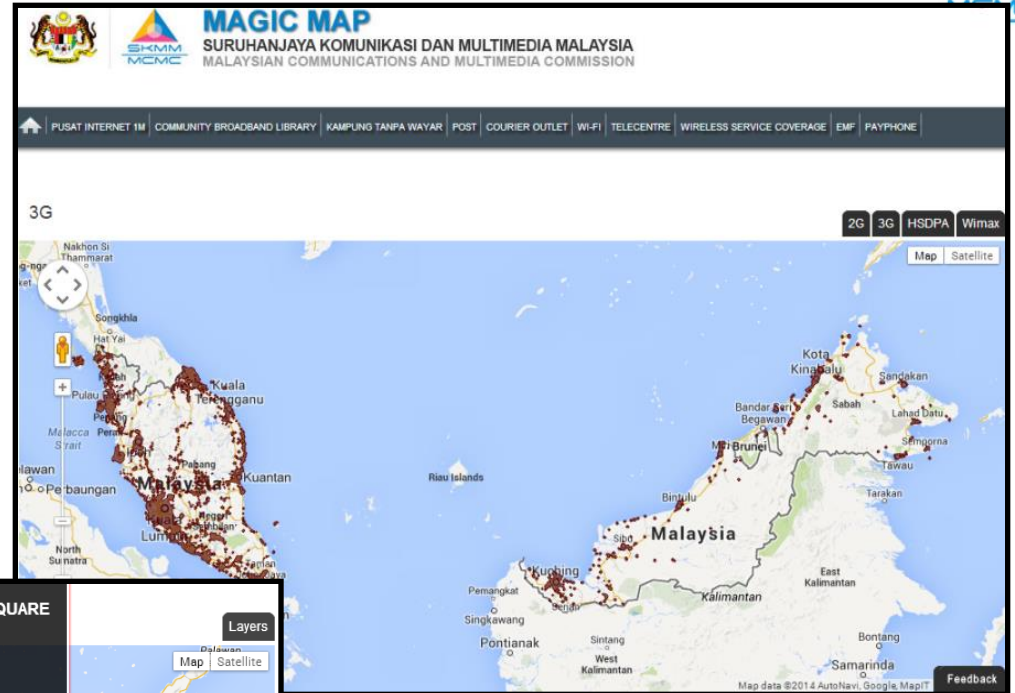 MAGIC MAP
SKMM
MCMC
SURUHANJAYA KOMUNIKASI DAN MULTIMEDIA MALAYSIA
MALAYSIAN COMMUNICATIONS AND MULTIMEDIA COMMISSION
PUSAT INTERNET 1M COMMUNITY BROADBAND LIBRARY KAMPUNG TANPA WAYAR POST COURIER OUTLET WI-FI TELECENTRE WIRELESS SERVICE COVERAGE EMF PAYPHONE
3G
2G 3G HSDPA Wimax
Map Satellite
Nakhon Si
Thammarat
Songkhla
Hat Yai
Kuala
Terengganu
Malacca
Strait
Pahang
Kuantan
Malaysia
North
Sumatra
Riau Islands
Kota
Kinabalu
Sandakan
Bandar Seri
Begawan
Sabah
Lahad Datu
Brunei
Semporna
Tawau
Bintulu
Tarakan
Sibu
Malaysia
Kuching
East
Kalimantan
Pemangkat
Serian
Kalimantan
Singkawang
Pontianak
Sintang
West
Kalimantan
Bontang
Samarinda
Map data ©2014 AutoNavi, Google, MapIT
Feedback
QUARE
Layers
Palawan
Map Satellite